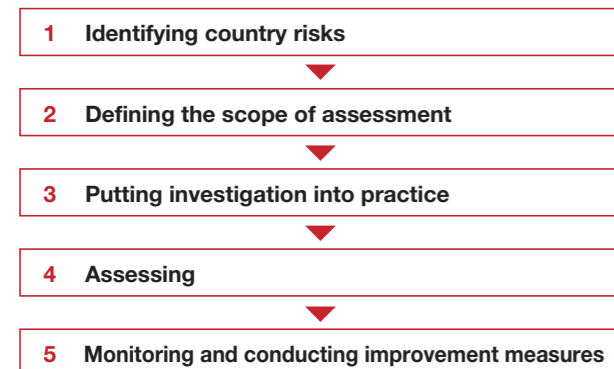 1 Identifying country risks
2 Defining the scope of assessment
3 Putting investigation into practice
4 Assessing
5 Monitoring and conducting improvement measures